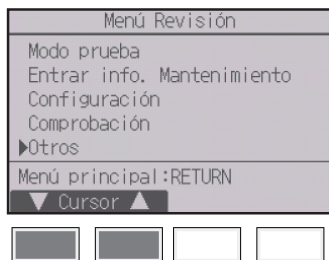 Menú Revisión
Modo prueba
Entrar info. Mantenimiento
Configuración
Comprobación
▶Otros
Menú principal:RETURN
▼ Cursor ▲